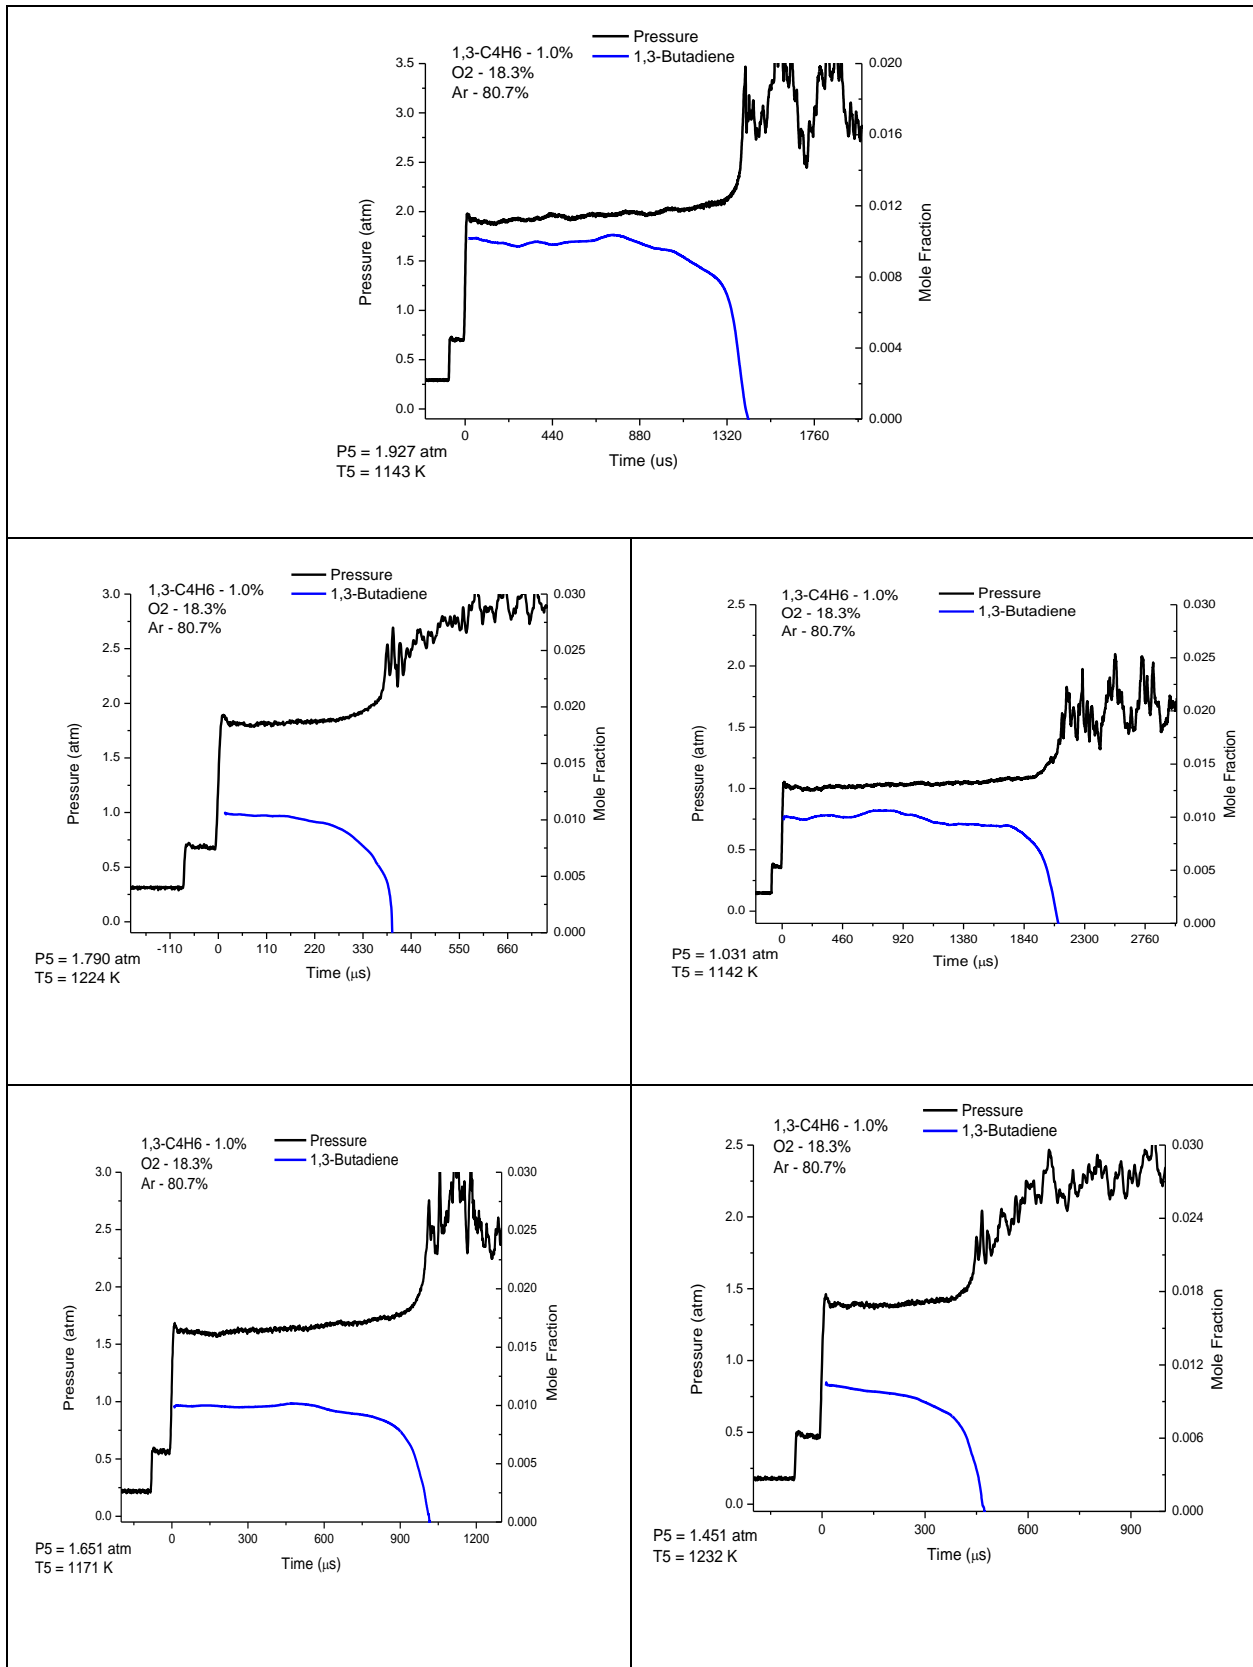 Pressure
1,3-Butadiene
1,3-C4H6 - 1.0%
O2 - 18.3%
Ar - 80.7%
3.5
3.0
2.5
2.0
1.5
1.0
0.5
0.0
Pressure (atm)
0.020
0.016
0.012
0.008
0.004
0.000
Mole Fraction
0 440 880 1320 1760
Time (us)
P5 = 1.927 atm
T5 = 1143 K
Pressure
1,3-Butadiene
1,3-C4H6 - 1.0%
O2 - 18.3%
Ar - 80.7%
3.0
2.5
2.0
1.5
1.0
0.5
0.0
Pressure (atm)
0.030
0.025
0.020
0.015
0.010
0.005
0.000
Mole Fraction
-110 0 110 220 330 440 550 660
Time (μs)
P5 = 1.790 atm
T5 = 1224 K
Pressure
1,3-Butadiene
1,3-C4H6 - 1.0%
O2 - 18.3%
Ar - 80.7%
2.5
2.0
1.5
1.0
0.5
0.0
Pressure (atm)
0.030
0.025
0.020
0.015
0.010
0.005
0.000
Mole Fraction
0 460 920 1380 1840 2300 2760
Time (μs)
P5 = 1.031 atm
T5 = 1142 K
Pressure
1,3-Butadiene
1,3-C4H6 - 1.0%
O2 - 18.3%
Ar - 80.7%
3.0
2.5
2.0
1.5
1.0
0.5
0.0
Pressure (atm)
0.030
0.025
0.020
0.015
0.010
0.005
0.000
Mole Fraction
0 300 600 900 1200
Time (μs)
P5 = 1.651 atm
T5 = 1171 K
Pressure
1,3-Butadiene
1,3-C4H6 - 1.0%
O2 - 18.3%
Ar - 80.7%
2.5
2.0
1.5
1.0
0.5
0.0
Pressure (atm)
0.030
0.024
0.018
0.012
0.006
0.000
Mole Fraction
0 300 600 900
Time (μs)
P5 = 1.451 atm
T5 = 1232 K